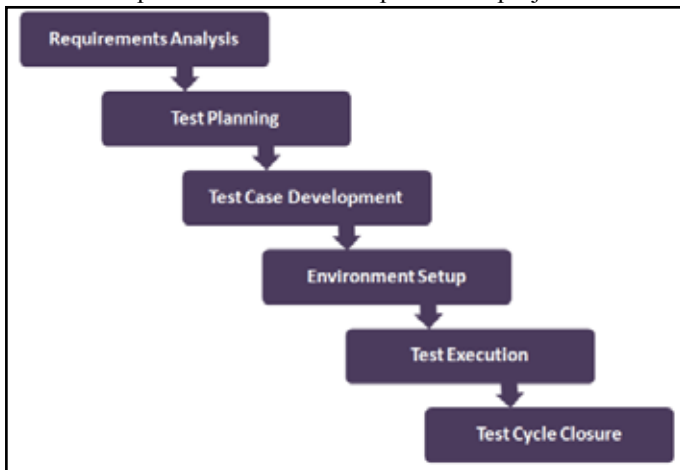 Requirements Analysis
Test Planning
Test Case Development
Environment Setup
Test Execution
Test Cycle Closure